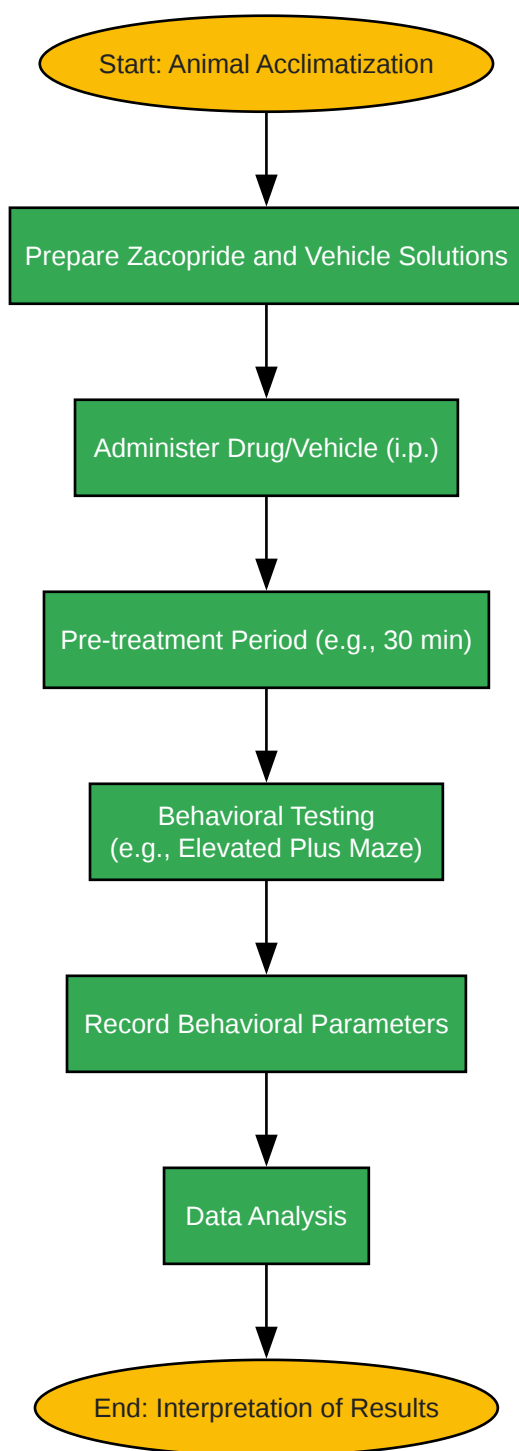 Start: Animal Acclimatization
Prepare Zacopride and Vehicle Solutions
Administer Drug/Vehicle (i.p.)
Pre-treatment Period (e.g., 30 min)
Behavioral Testing
(e.g., Elevated Plus Maze)
Record Behavioral Parameters
Data Analysis
End: Interpretation of Results